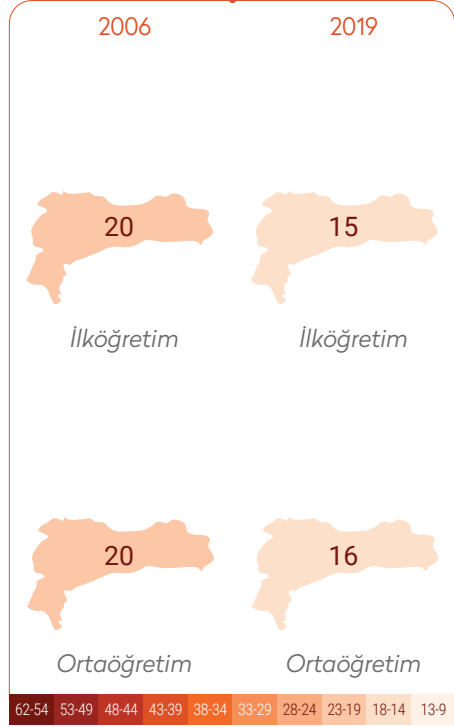 2006 2019
20 15
İlköğretim İlköğretim
20 16
Ortaöğretim Ortaöğretim
62-54 53-49 48-44 43-39 38-34 33-29 28-24 23-19 18-14 13-9